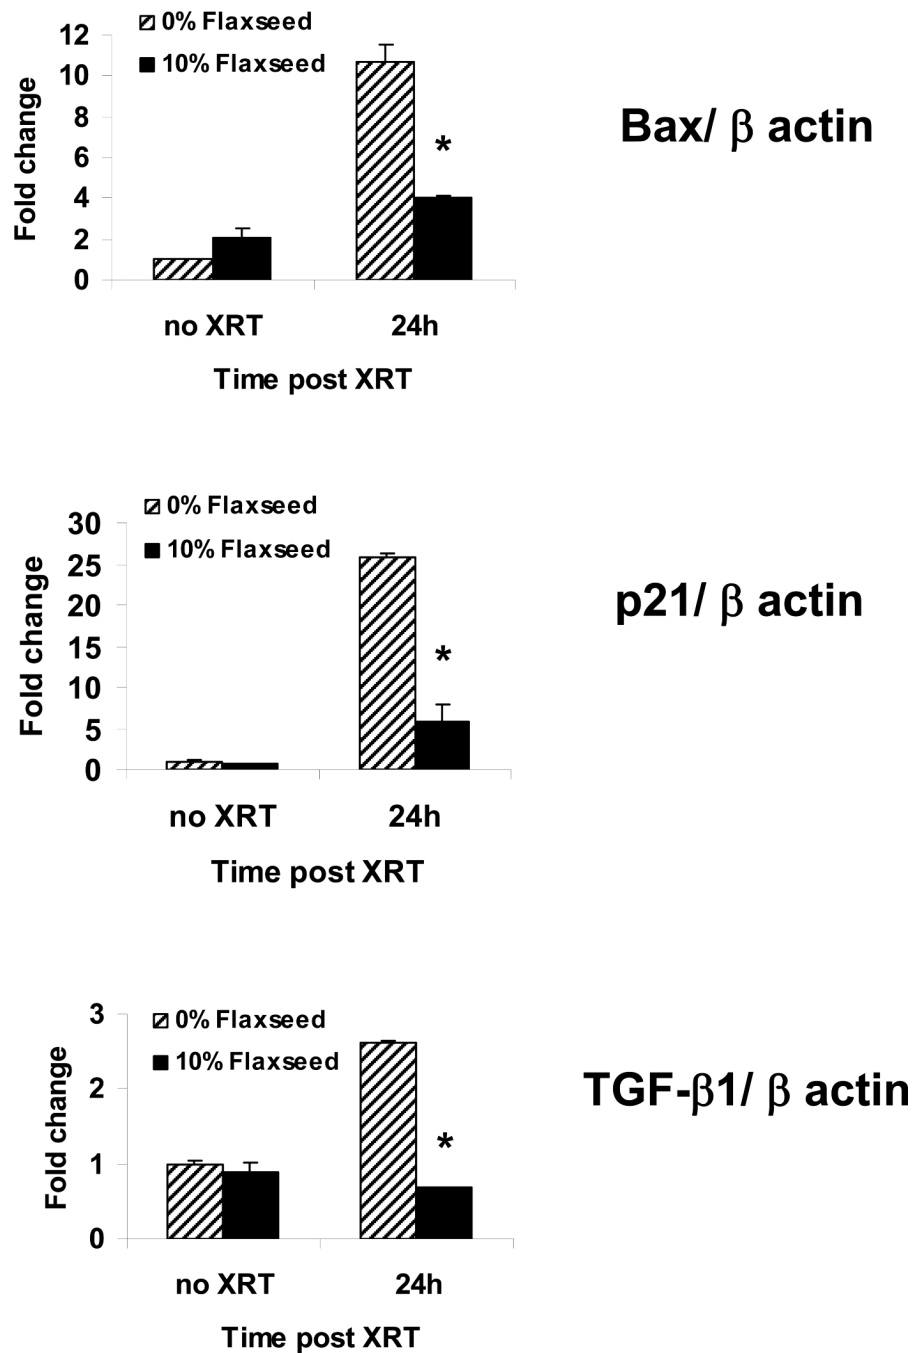 0% Flaxseed
10% Flaxseed
12
10
8
6
4
2
0
Fold change
*
no XRT 24h
Time post XRT
Bax/ β actin
0% Flaxseed
10% Flaxseed
30
25
20
15
10
5
0
Fold change
*
no XRT 24h
Time post XRT
p21/ β actin
0% Flaxseed
10% Flaxseed
3
2
1
0
Fold change
*
no XRT 24h
Time post XRT
TGF-β1/ β actin